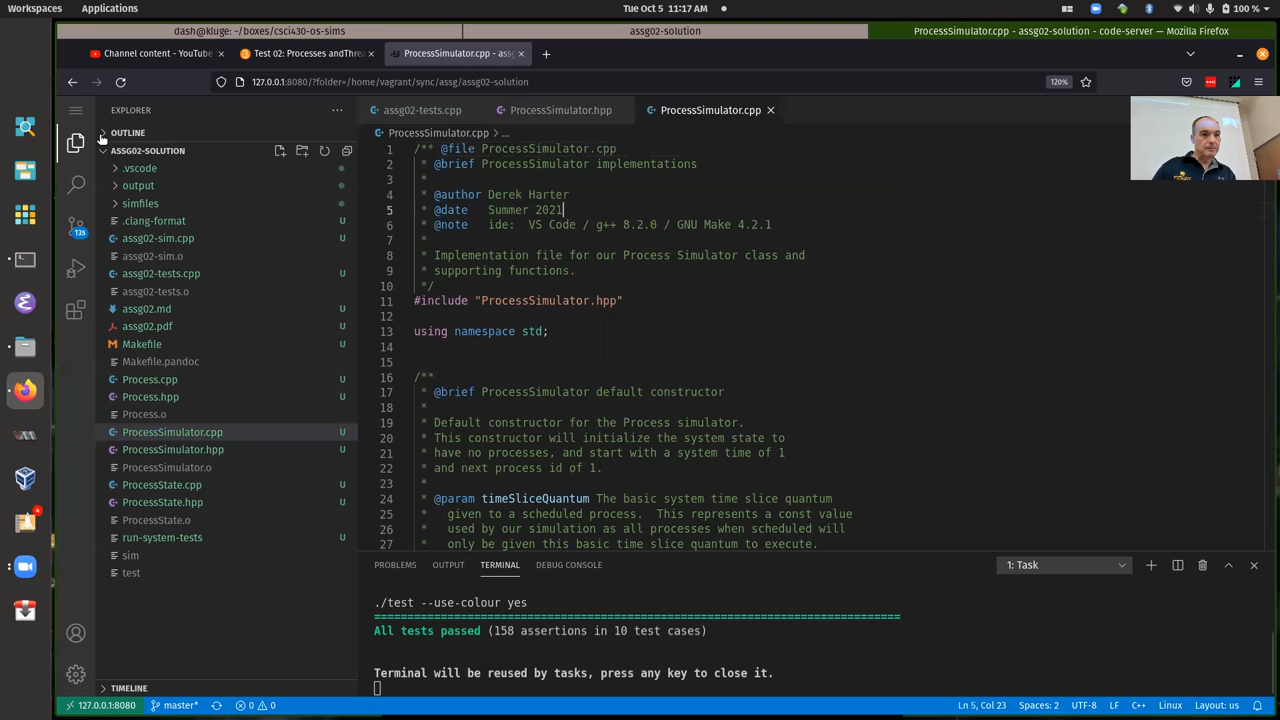 Activities
Applications
Tue Oct 5 11:17 AM
100 %
dash@kluge: ~/boxes/csci430-os-sims
assg02-solution
ProcessSimulator.cpp - assg02-solution - code-server — Mozilla Firefox
Channel content - YouTube
Test 02: Processes andThrea
ProcessSimulator.cpp - assg
127.0.0.1:8080/?folder=/home/vagrant/sync/assg/assg02-solution
120%
EXPLORER
OUTLINE
ASSG02-SOLUTION
.vscode
output
simfiles
.clang-format U
assg02-sim.cpp U
assg02-sim.o
assg02-tests.cpp U
assg02-tests.o
assg02.md U
assg02.pdf U
Makefile U
Makefile.pandoc
Process.cpp U
Process.hpp U
Process.o
ProcessSimulator.cpp U
ProcessSimulator.hpp U
ProcessSimulator.o
ProcessState.cpp U
ProcessState.hpp U
ProcessState.o
run-system-tests U
sim
test
TIMELINE
135
4
assg02-tests.cpp
ProcessSimulator.hpp
ProcessSimulator.cpp
ProcessSimulator.cpp > ...
1 /** @file ProcessSimulator.cpp
2 * @brief ProcessSimulator implementations
3 *
4 * @author Derek Harter
5 * @date Summer 2021
6 * @note ide: VS Code / g++ 8.2.0 / GNU Make 4.2.1
7 *
8 * Implementation file for our Process Simulator class and
9 * supporting functions.
10 */
11 #include "ProcessSimulator.hpp"
12
13 using namespace std;
14
15
16 /**
17 * @brief ProcessSimulator default constructor
18 *
19 * Default constructor for the Process simulator.
20 * This constructor will initialize the system state to
21 * have no processes, and start with a system time of 1
22 * and next process id of 1.
23 *
24 * @param timeSliceQuantum The basic system time slice quantum
25 * given to a scheduled process. This represents a const value
26 * used by our simulation as all processes when scheduled will
27 * only be given this basic time slice quantum to execute.
PROBLEMS
OUTPUT
TERMINAL
DEBUG CONSOLE
1: Task
./test --use-colour yes
===============================================================================
All tests passed (158 assertions in 10 test cases)
Terminal will be reused by tasks, press any key to close it.
127.0.0.1:8080
master*
0
0
Ln 5, Col 23
Spaces: 2
UTF-8
LF
C++
Linux
Layout: us